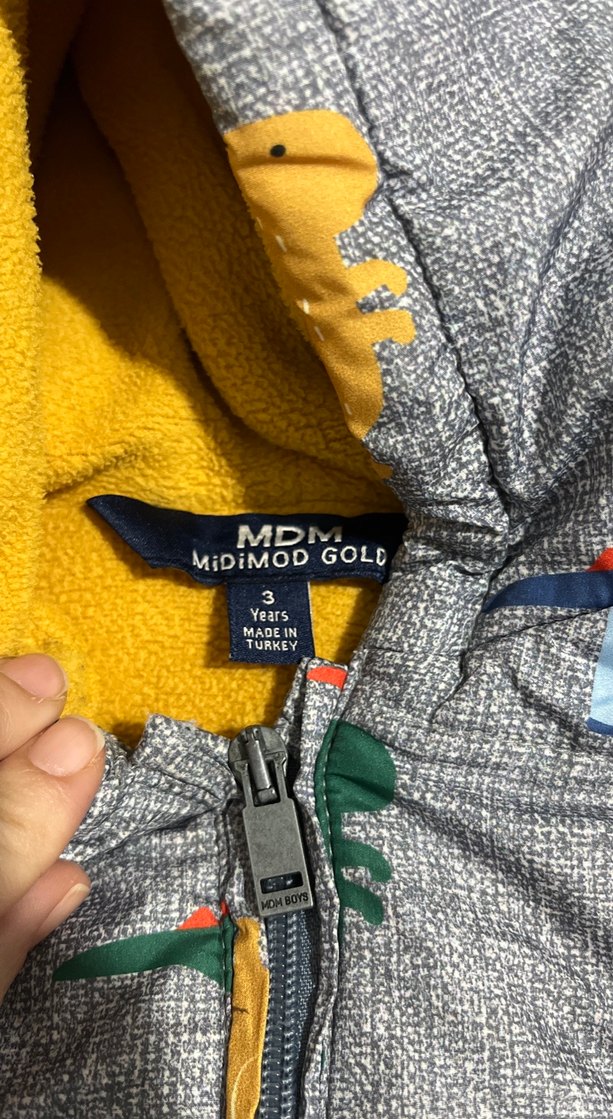 MDM
MiDiMOD GOLD
3
Years
MADE IN
TURKEY
MDM BOYS